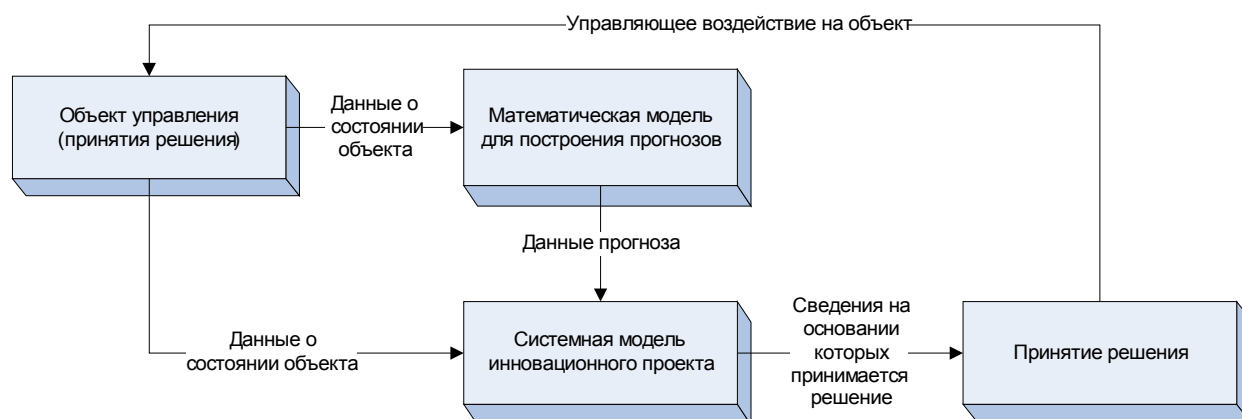 Управляющее воздействие на объект
Объект управления
(принятия решения)
Данные о
состоянии
объекта
Математическая модель
для построения прогнозов
Данные прогноза
Данные о
состоянии объекта
Системная модель
инновационного проекта
Сведения на
основании
которых
принимается
решение
Принятие решения